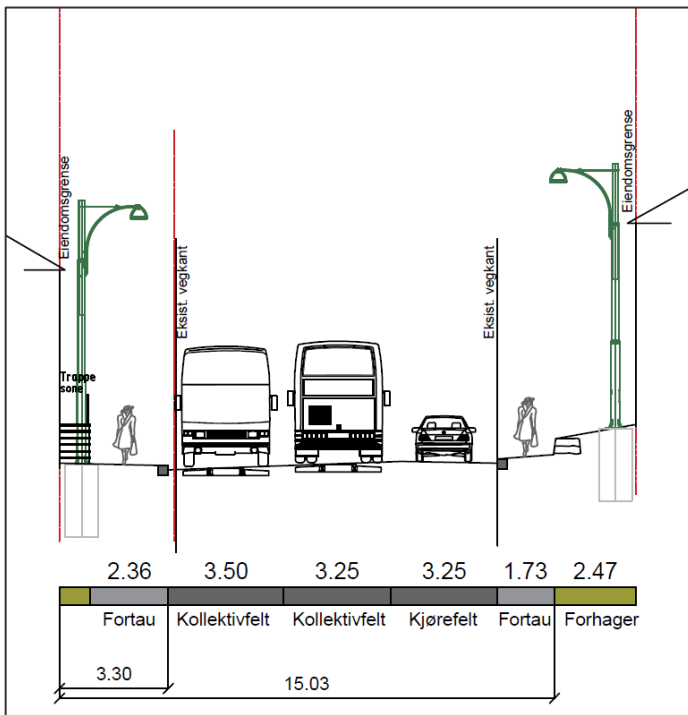 Eiendomsgrense
Eiendomsgrense
Eksist. vegkant
Eksist. vegkant
Trappe
sone
2.36 3.50 3.25 3.25 1.73 2.47
Fortau Kollektivfelt Kollektivfelt Kjørefelt Fortau Forhager
3.30
15.03